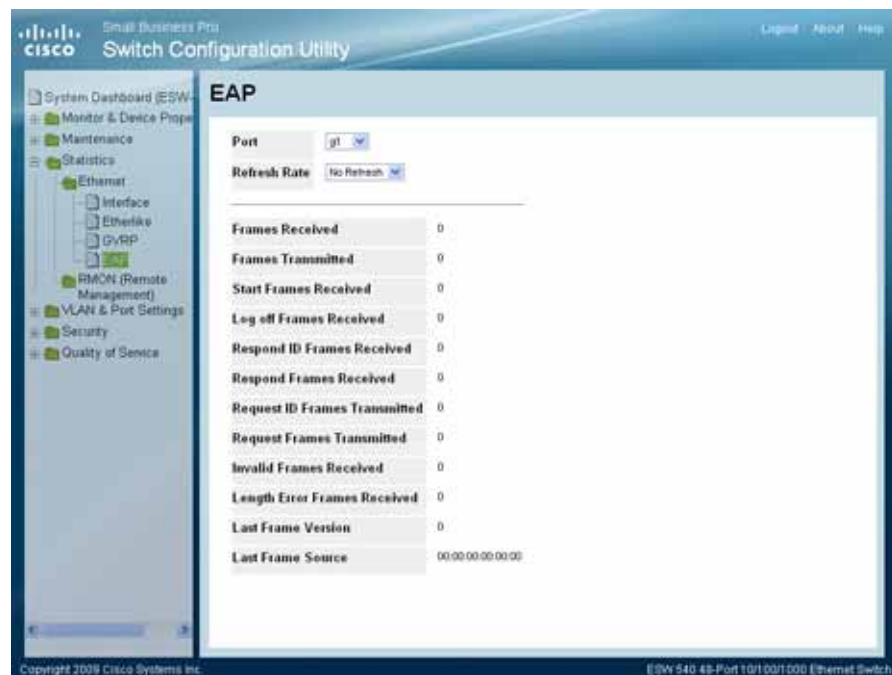 Small Business Pro
cisco Switch Configuration Utility
Logout About Help
System Dashboard (ESW-
Monitor & Device Prope
Maintenance
Statistics
Ethernet
Interface
Etherlike
GVRP
EAP
RMON (Remote
Management)
VLAN & Port Settings
Security
Quality of Service
EAP
Port g1
Refresh Rate No Refresh
Frames Received 0
Frames Transmitted 0
Start Frames Received 0
Log off Frames Received 0
Respond ID Frames Received 0
Respond Frames Received 0
Request ID Frames Transmitted 0
Request Frames Transmitted 0
Invalid Frames Received 0
Length Error Frames Received 0
Last Frame Version 0
Last Frame Source 00:00:00:00:00:00
Copyright 2009 Cisco Systems Inc.
ESW 540 48-Port 10/100/1000 Ethernet Switch